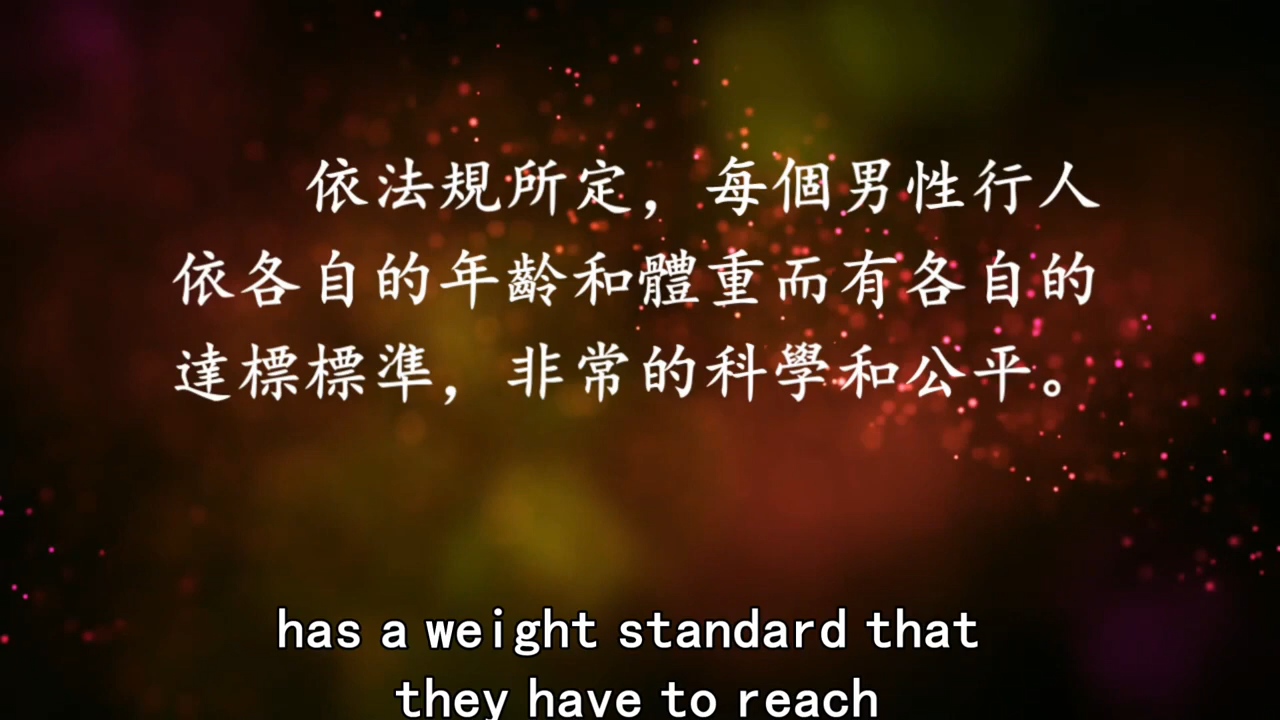 依法規所定，每個男性行人
依各自的年齡和體重而有各自的
達標標準，非常的科學和公平。
has a weight standard that
they have to reach